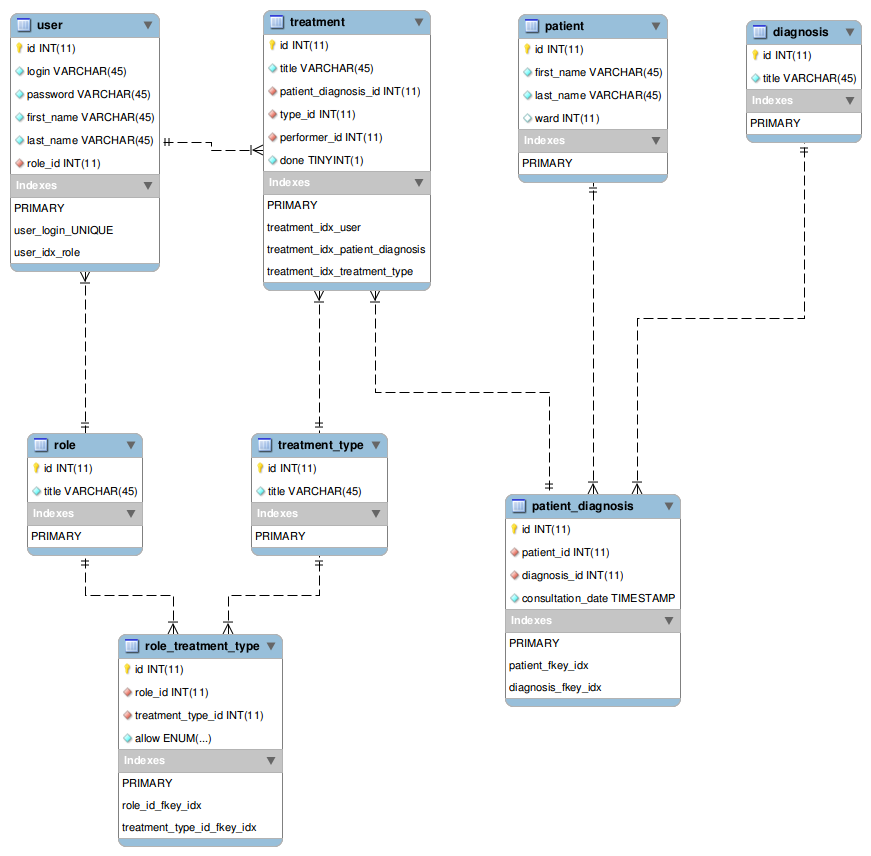 user
id INT(11)
login VARCHAR(45)
password VARCHAR(45)
first_name VARCHAR(45)
last_name VARCHAR(45)
role_id INT(11)
Indexes
PRIMARY
user_login_UNIQUE
user_idx_role
treatment
id INT(11)
title VARCHAR(45)
patient_diagnosis_id INT(11)
type_id INT(11)
performer_id INT(11)
done TINYINT(1)
Indexes
PRIMARY
treatment_idx_user
treatment_idx_patient_diagnosis
treatment_idx_treatment_type
patient
id INT(11)
first_name VARCHAR(45)
last_name VARCHAR(45)
ward INT(11)
Indexes
PRIMARY
diagnosis
id INT(11)
title VARCHAR(45)
Indexes
PRIMARY
role
id INT(11)
title VARCHAR(45)
Indexes
PRIMARY
treatment_type
id INT(11)
title VARCHAR(45)
Indexes
PRIMARY
patient_diagnosis
id INT(11)
patient_id INT(11)
diagnosis_id INT(11)
consultation_date TIMESTAMP
Indexes
PRIMARY
patient_fkey_idx
diagnosis_fkey_idx
role_treatment_type
id INT(11)
role_id INT(11)
treatment_type_id INT(11)
allow ENUM(...)
Indexes
PRIMARY
role_id_fkey_idx
treatment_type_id_fkey_idx